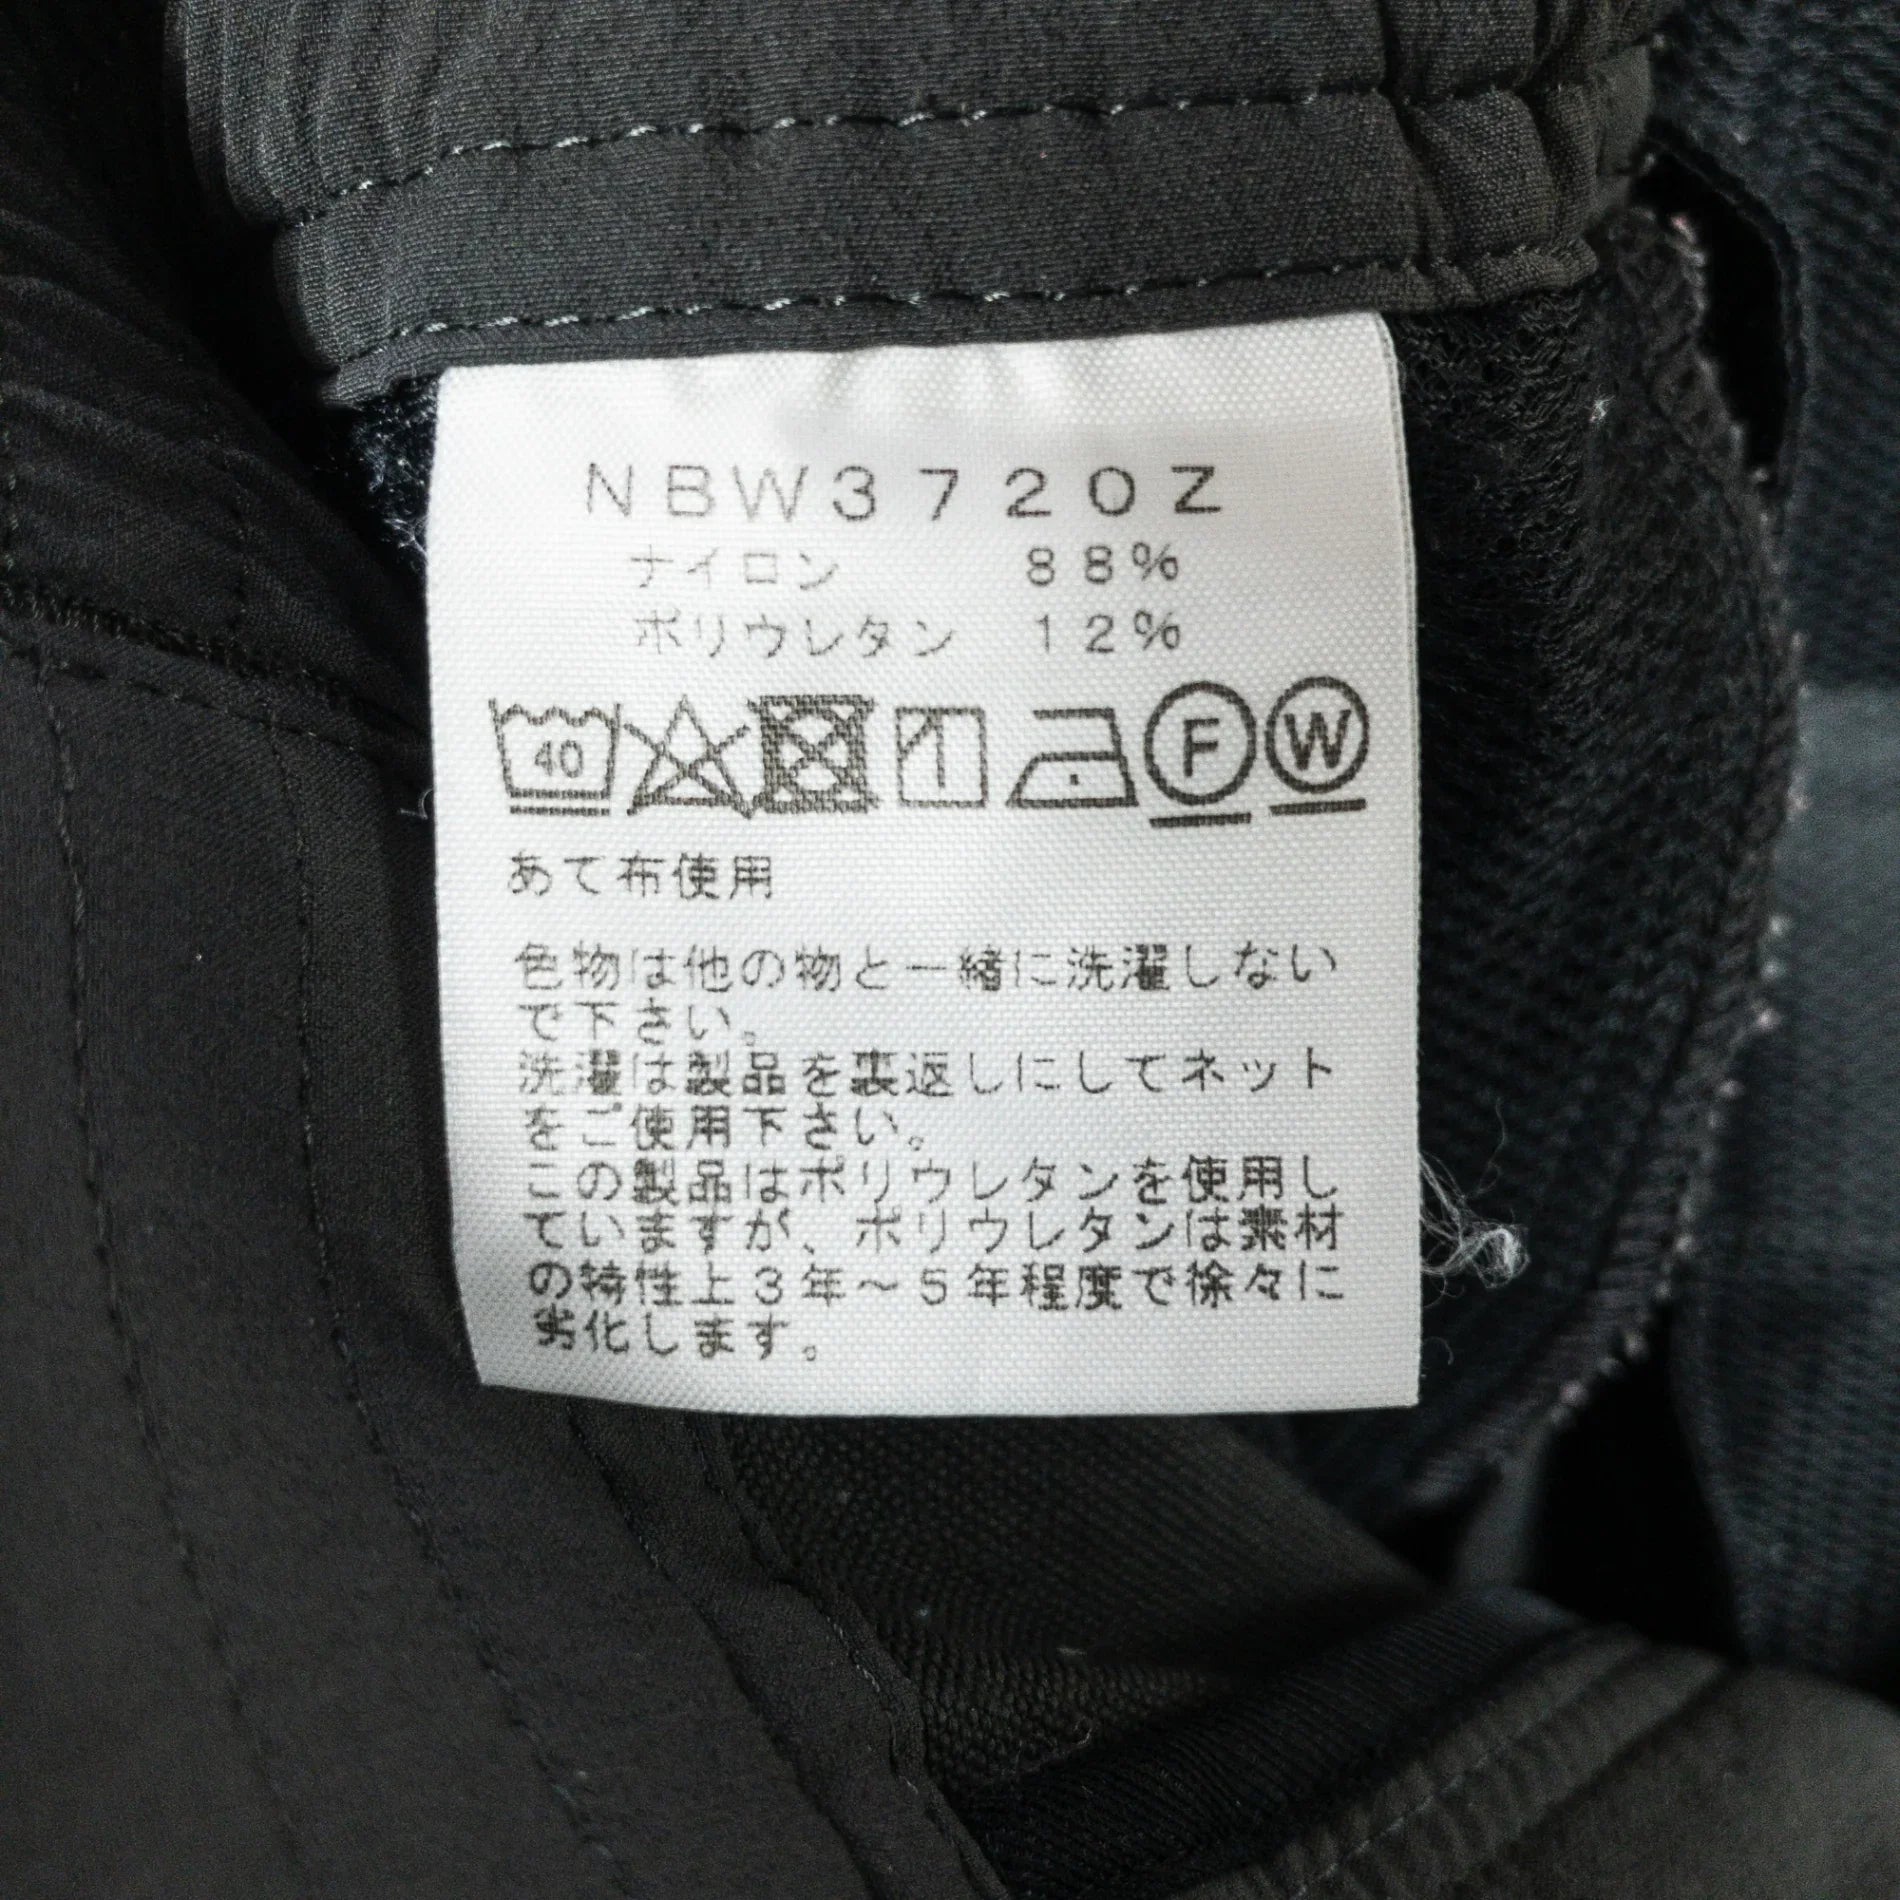 NBW3720Z
ナイロン 88%
ポリウレタン 12%
40 F W
あて布使用
色物は他の物と一緒に洗濯しない
で下さい。
洗濯は製品を裏返しにしてネット
をご使用下さい。
この製品はポリウレタンを使用し
ていますが、ポリウレタンは素材
の特性上3年～5年程度で徐々に
劣化します。